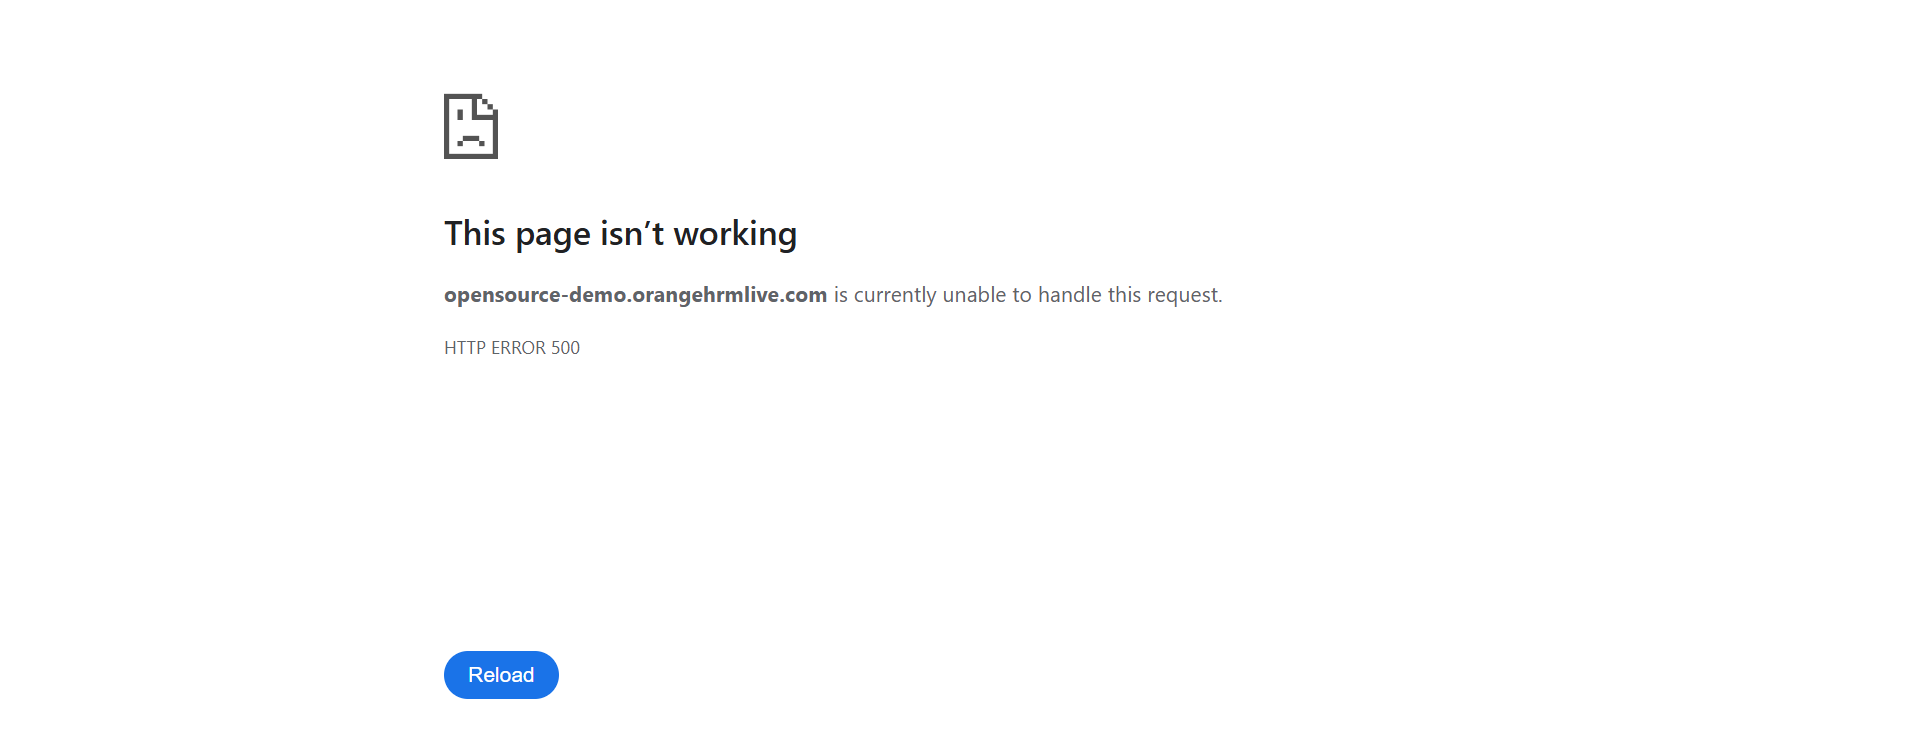 This page isn’t working
opensource-demo.orangehrmlive.com is currently unable to handle this request.
HTTP ERROR 500
Reload